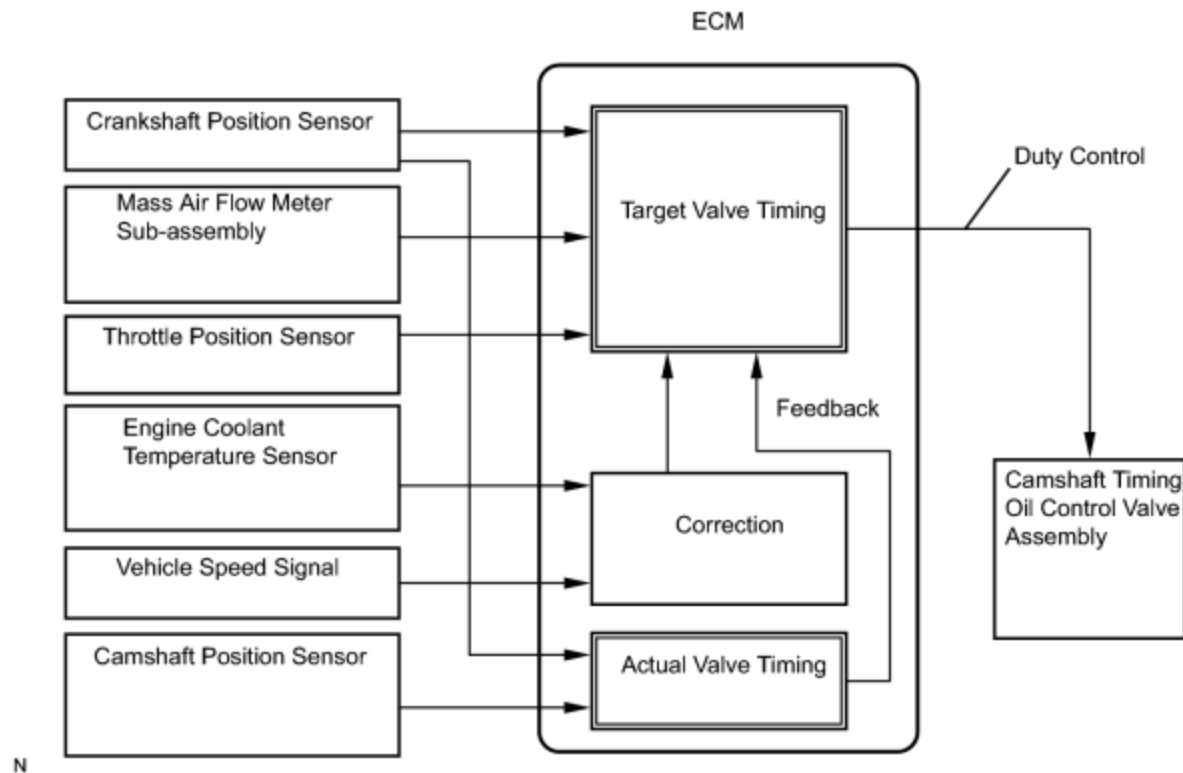 ECM
Crankshaft Position Sensor
Mass Air Flow Meter
Sub-assembly
Throttle Position Sensor
Engine Coolant
Temperature Sensor
Vehicle Speed Signal
Camshaft Position Sensor
Target Valve Timing
Feedback
Correction
Actual Valve Timing
Duty Control
Camshaft Timing
Oil Control Valve
Assembly
N